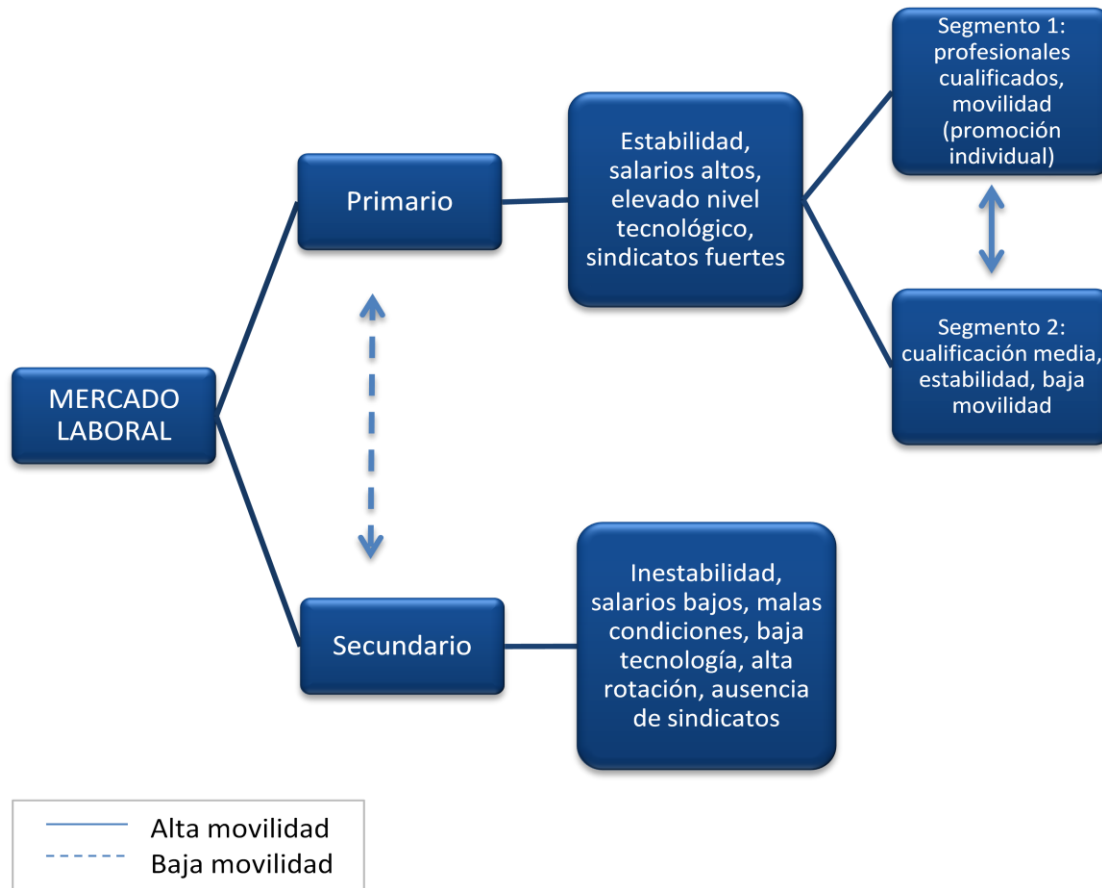 MERCADO
LABORAL
Primario
Estabilidad,
salarios altos,
elevado nivel
tecnológico,
sindicatos fuertes
Segmento 1:
profesionales
cualificados,
movilidad
(promoción
individual)
Segmento 2:
cualificación media,
estabilidad, baja
movilidad
Secundario
Inestabilidad,
salarios bajos, malas
condiciones, baja
tecnología, alta
rotación, ausencia
de sindicatos
Alta movilidad
Baja movilidad